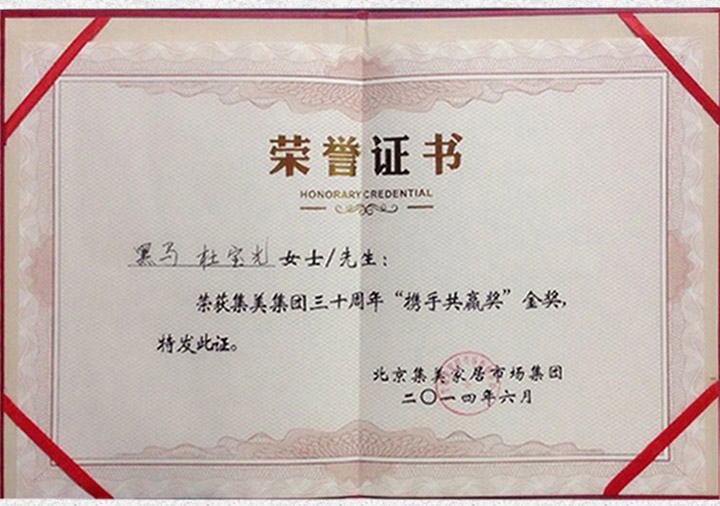 荣誉证书
HONORARY CREDENTIAL
黑马 杜宝光 女士/先生：
荣获集美集团三十周年“携手共赢奖”金奖，
特发此证。
北京集美家居市场集团
二〇一四年六月